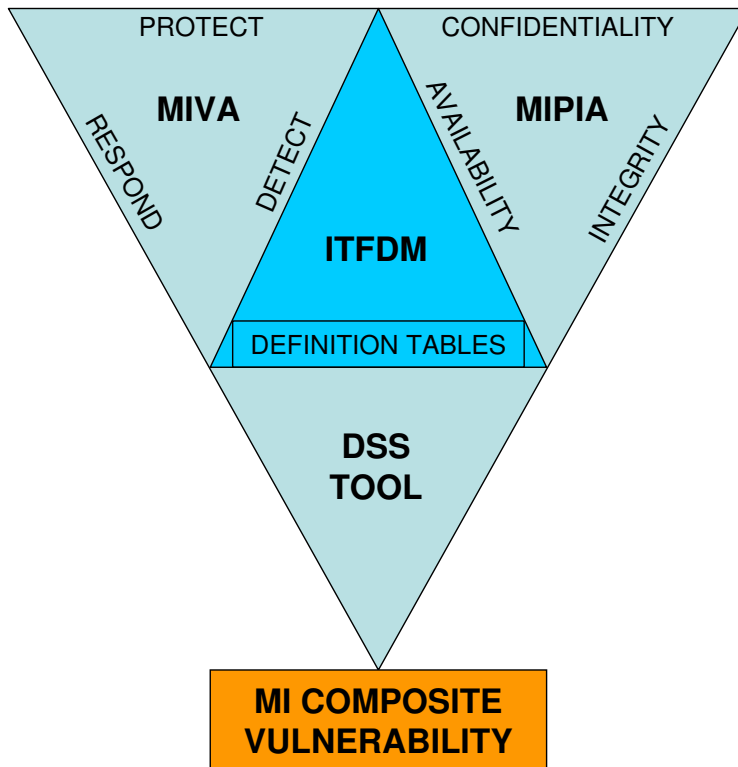 PROTECT
CONFIDENTIALITY
MIVA
MIPIA
RESPOND
DETECT
AVAILABILITY
INTEGRITY
ITFDM
DEFINITION TABLES
DSS
TOOL
MI COMPOSITE
VULNERABILITY